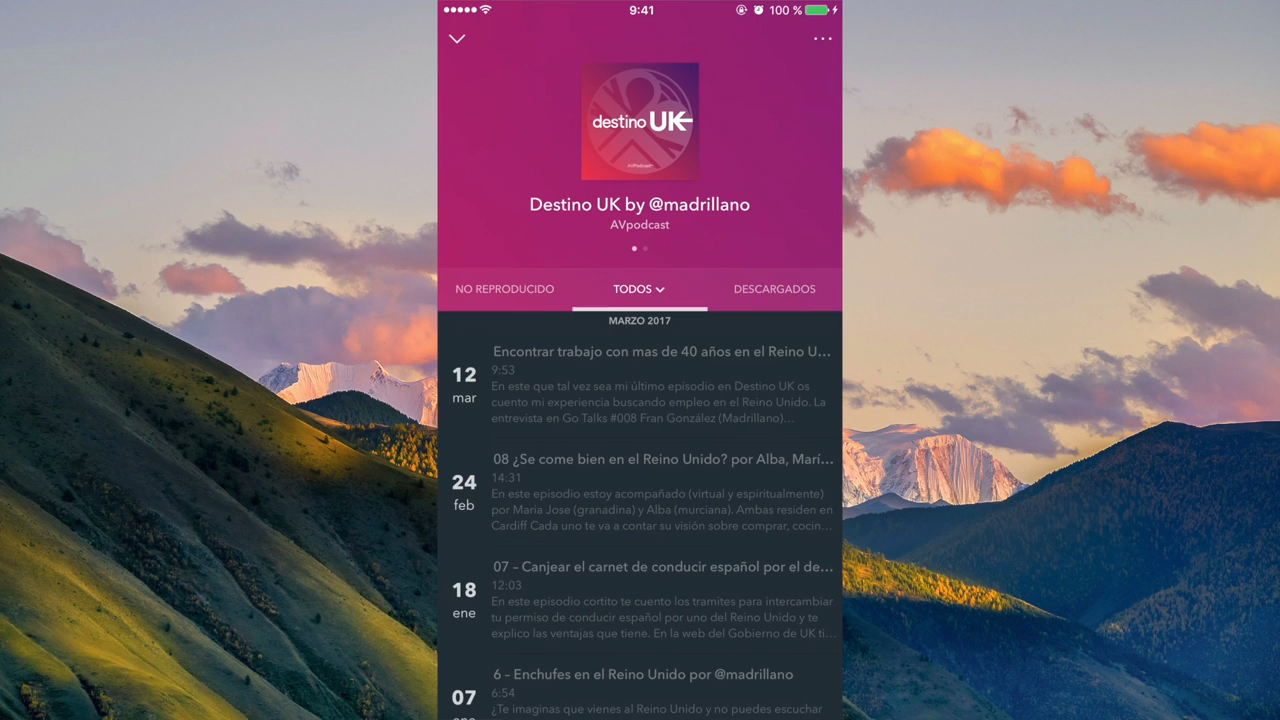 9:41
100 %
destino UK
AVPodcast
Destino UK by @madrillano
AVpodcast
NO REPRODUCIDO
TODOS
DESCARGADOS
MARZO 2017
12 mar
Encontrar trabajo con mas de 40 años en el Reino U...
9:53
En este que tal vez sea mi último episodio en Destino UK os
cuento mi experiencia buscando empleo en el Reino Unido. La
entrevista en Go Talks #008 Fran González (Madrillano)...
24 feb
08 ¿Se come bien en el Reino Unido? por Alba, Marí...
14:31
En este episodio estoy acompañado (virtual y espiritualmente)
por Maria Jose (granadina) y Alba (murciana). Ambas residen en
Cardiff Cada uno te va a contar su visión sobre comprar, cocin...
18 ene
07 – Canjear el carnet de conducir español por el de...
12:03
En este episodio cortito te cuento los tramites para intercambiar
tu permiso de conducir español por uno del Reino Unido y te
explico las ventajas que tiene. En la web del Gobierno de UK ti...
07
6 – Enchufes en el Reino Unido por @madrillano
6:54
¿Te imaginas que vienes al Reino Unido y no puedes escuchar